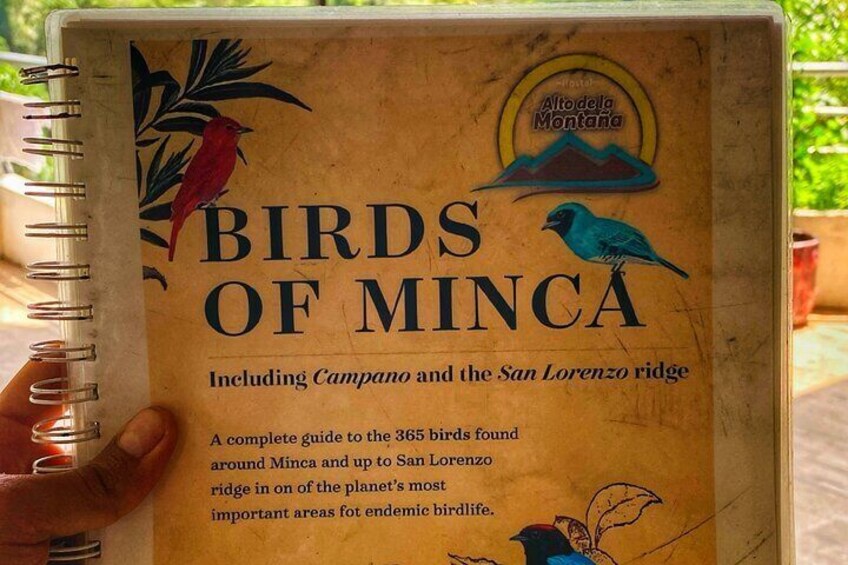 Hostal
Alto de la
Montaña
BIRDS
OF MINCA
Including Campano and the San Lorenzo ridge
A complete guide to the 365 birds found
around Minca and up to San Lorenzo
ridge in on of the planet's most
important areas fot endemic birdlife.